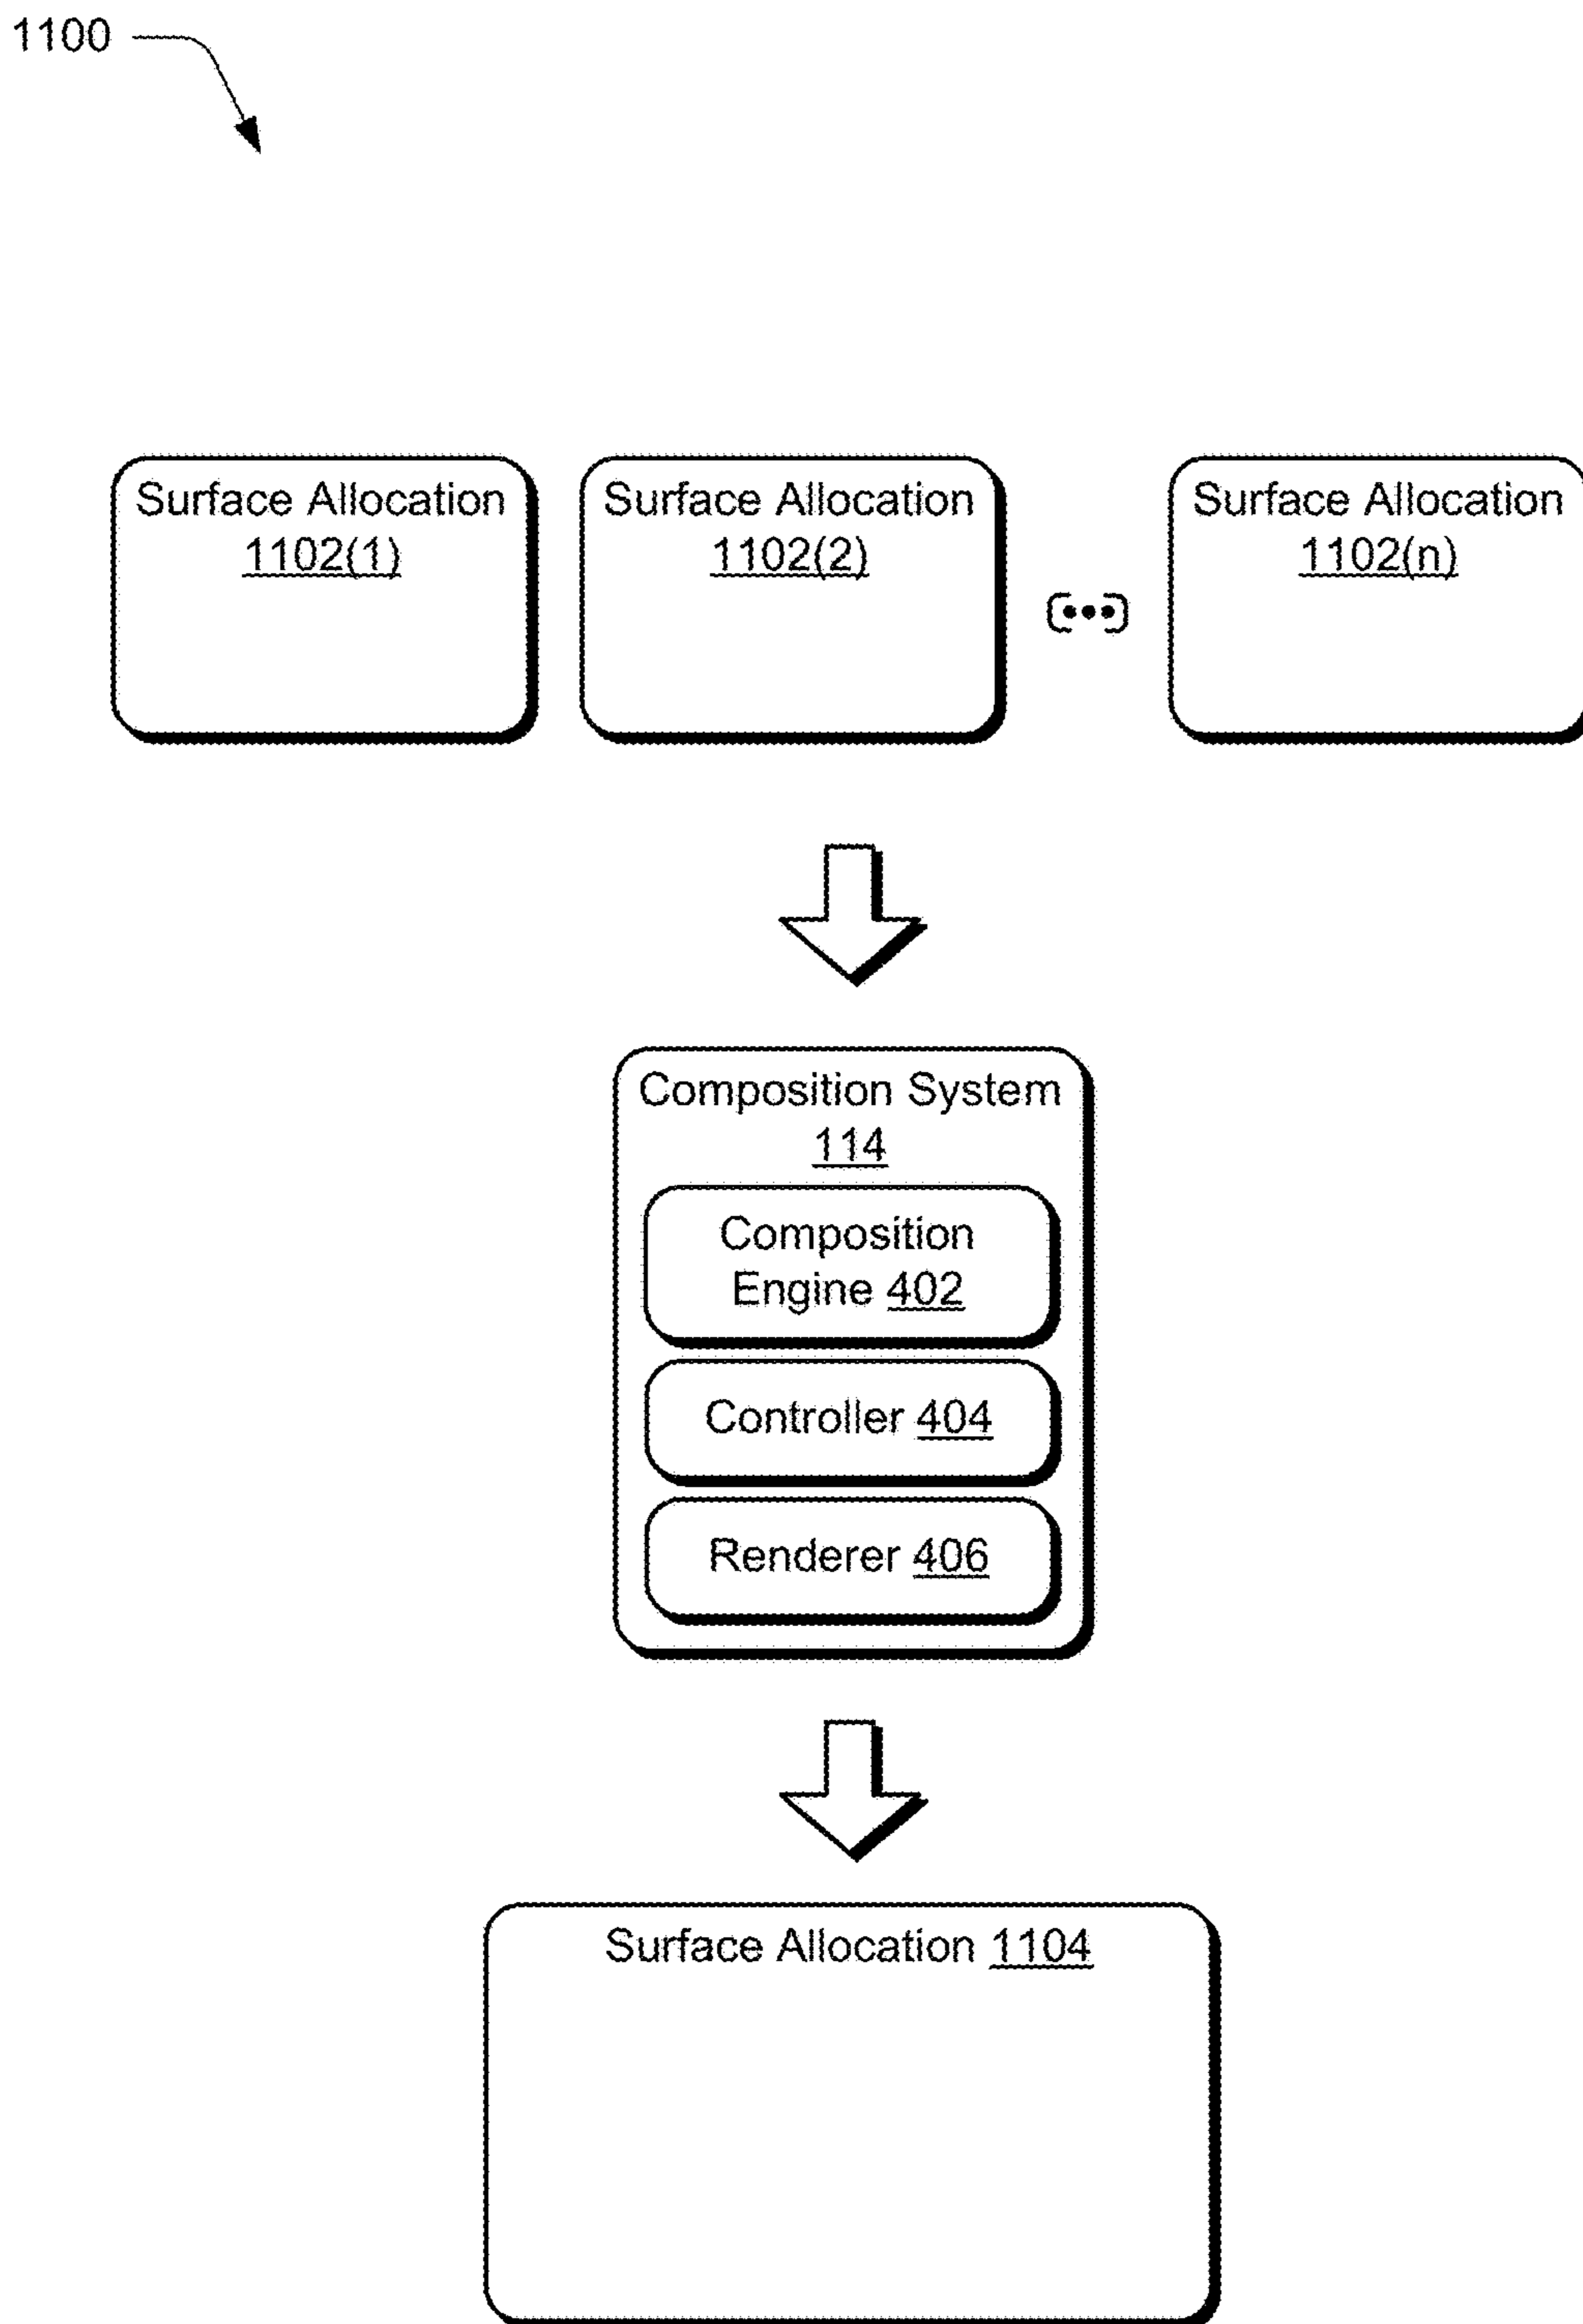 1100
Surface Allocation
1102(1)
Surface Allocation
1102(2)
Surface Allocation
1102(n)
Composition System
114
Composition
Engine 402
Controller 404
Renderer 406
Surface Allocation 1104